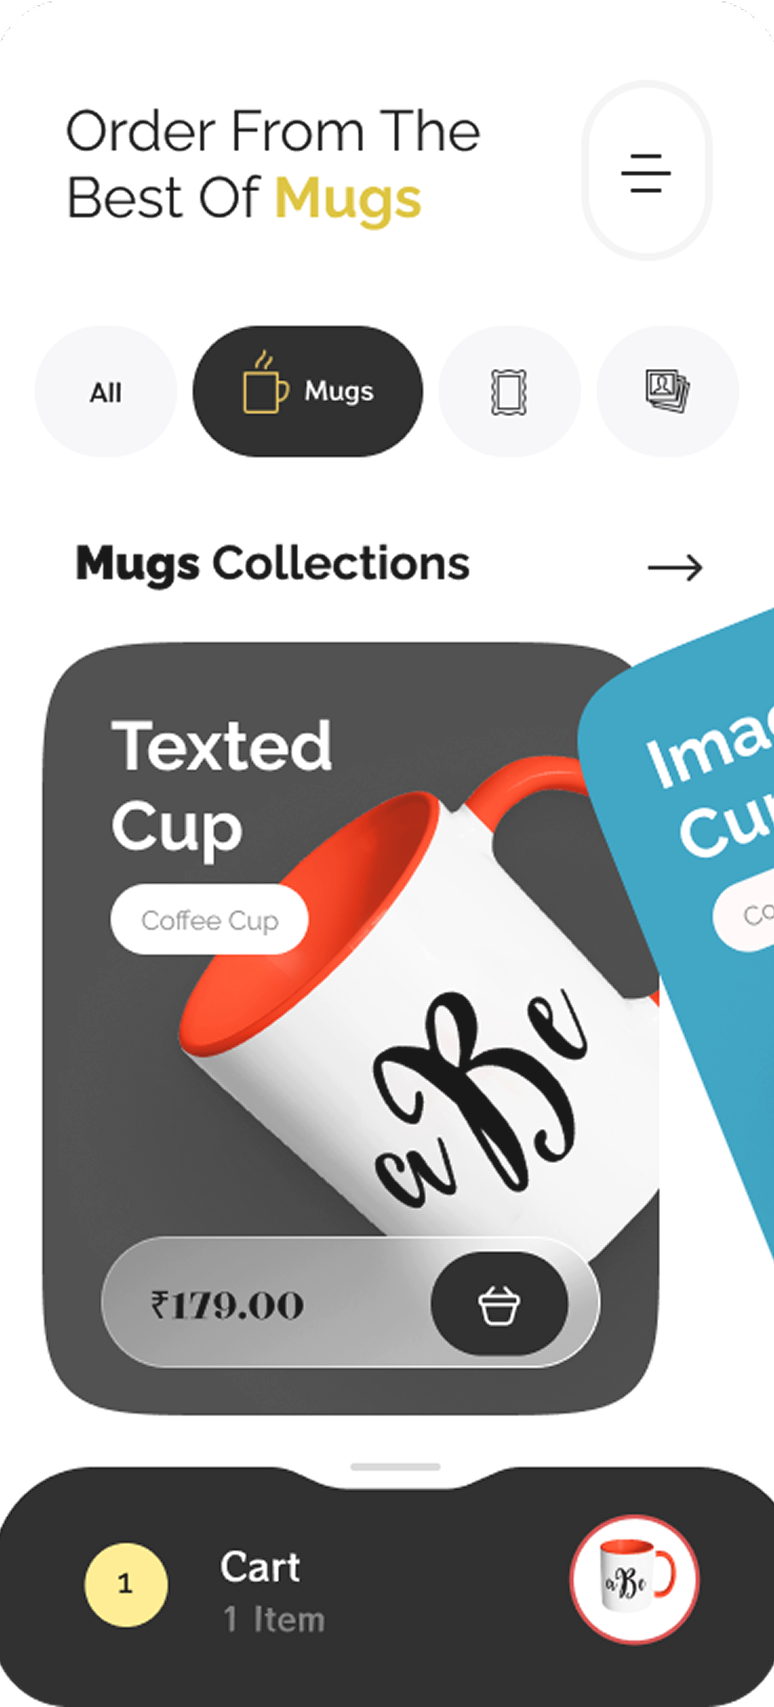 Order From The
Best Of Mugs
All
Mugs
Mugs Collections
Texted
Cup
Coffee Cup
aBe
₹179.00
1
Cart
1 Item
aBe